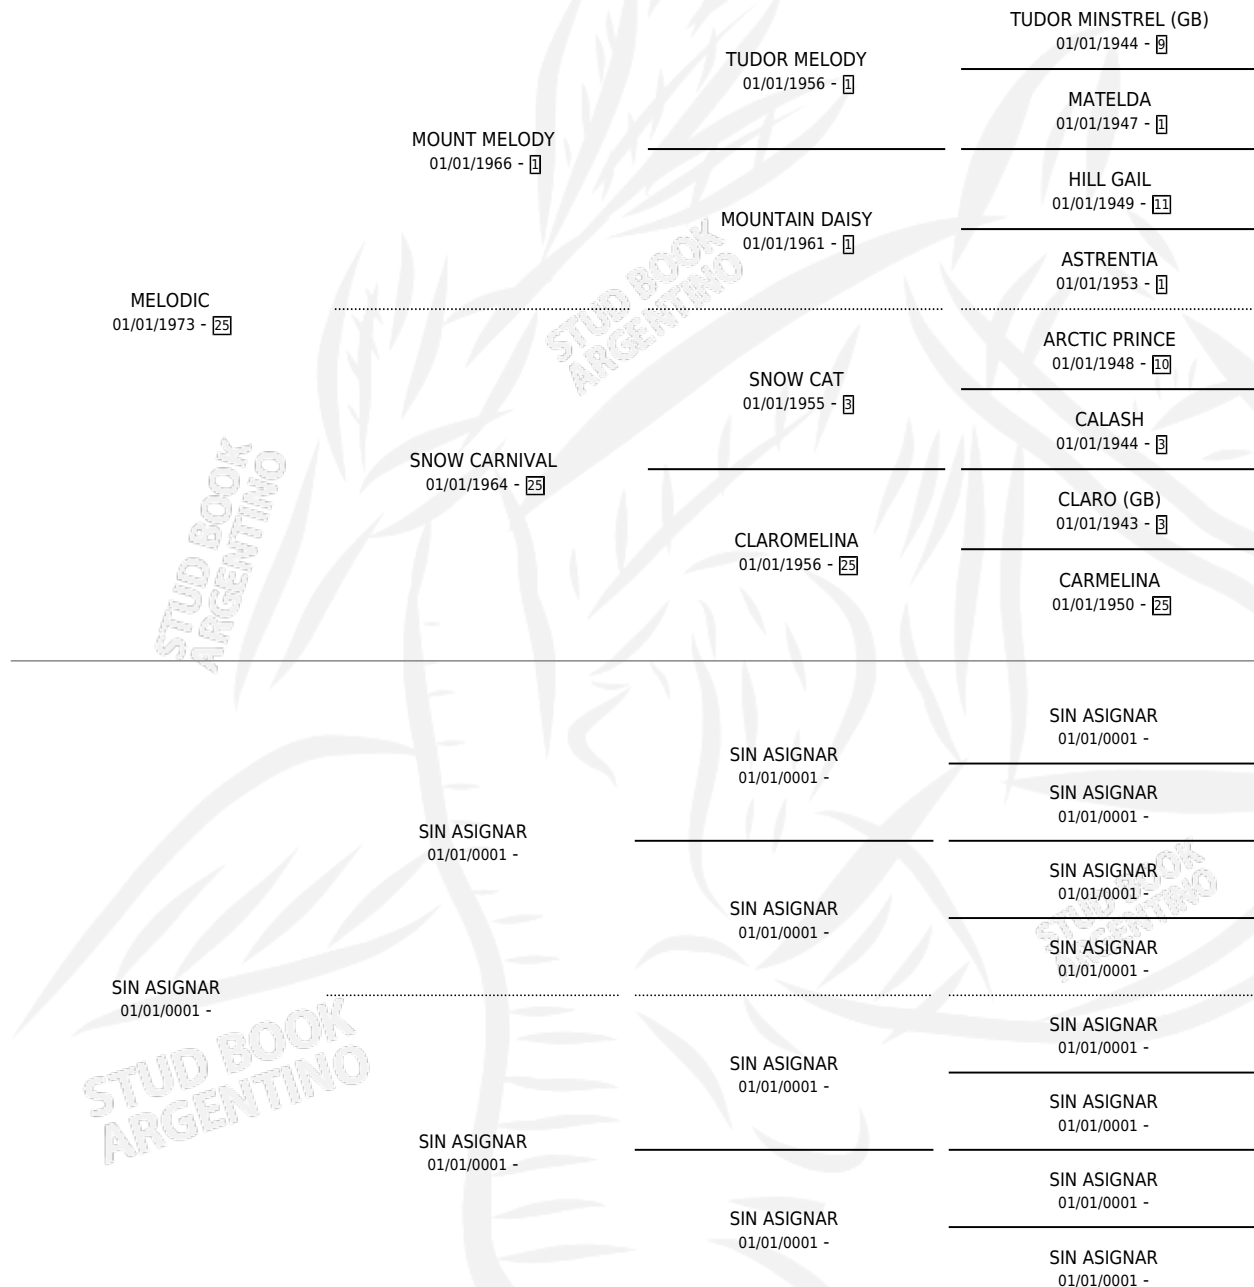 TUDOR MINSTREL (GB)
01/01/1944 - 9
TUDOR MELODY
01/01/1956 - 1
MATELDA
01/01/1947 - 1
MOUNT MELODY
01/01/1966 - 1
HILL GAIL
01/01/1949 - 11
MOUNTAIN DAISY
01/01/1961 - 1
ASTRENTIA
01/01/1953 - 1
MELODIC
01/01/1973 - 25
ARCTIC PRINCE
01/01/1948 - 10
SNOW CAT
01/01/1955 - 3
CALASH
01/01/1944 - 3
SNOW CARNIVAL
01/01/1964 - 25
CLARO (GB)
01/01/1943 - 3
CLAROMELINA
01/01/1956 - 25
CARMELINA
01/01/1950 - 25
STUD BOOK
ARGENTINO
STUD BOOK
ARGENTINO
SIN ASIGNAR
01/01/0001 -
SIN ASIGNAR
01/01/0001 -
SIN ASIGNAR
01/01/0001 -
SIN ASIGNAR
01/01/0001 -
SIN ASIGNAR
01/01/0001 -
SIN ASIGNAR
01/01/0001 -
SIN ASIGNAR
01/01/0001 -
SIN ASIGNAR
01/01/0001 -
SIN ASIGNAR
01/01/0001 -
SIN ASIGNAR
01/01/0001 -
SIN ASIGNAR
01/01/0001 -
SIN ASIGNAR
01/01/0001 -
SIN ASIGNAR
01/01/0001 -
SIN ASIGNAR
01/01/0001 -
SIN ASIGNAR
01/01/0001 -
STUD BOOK
ARGENTINO
STUD BOOK
ARGENTINO